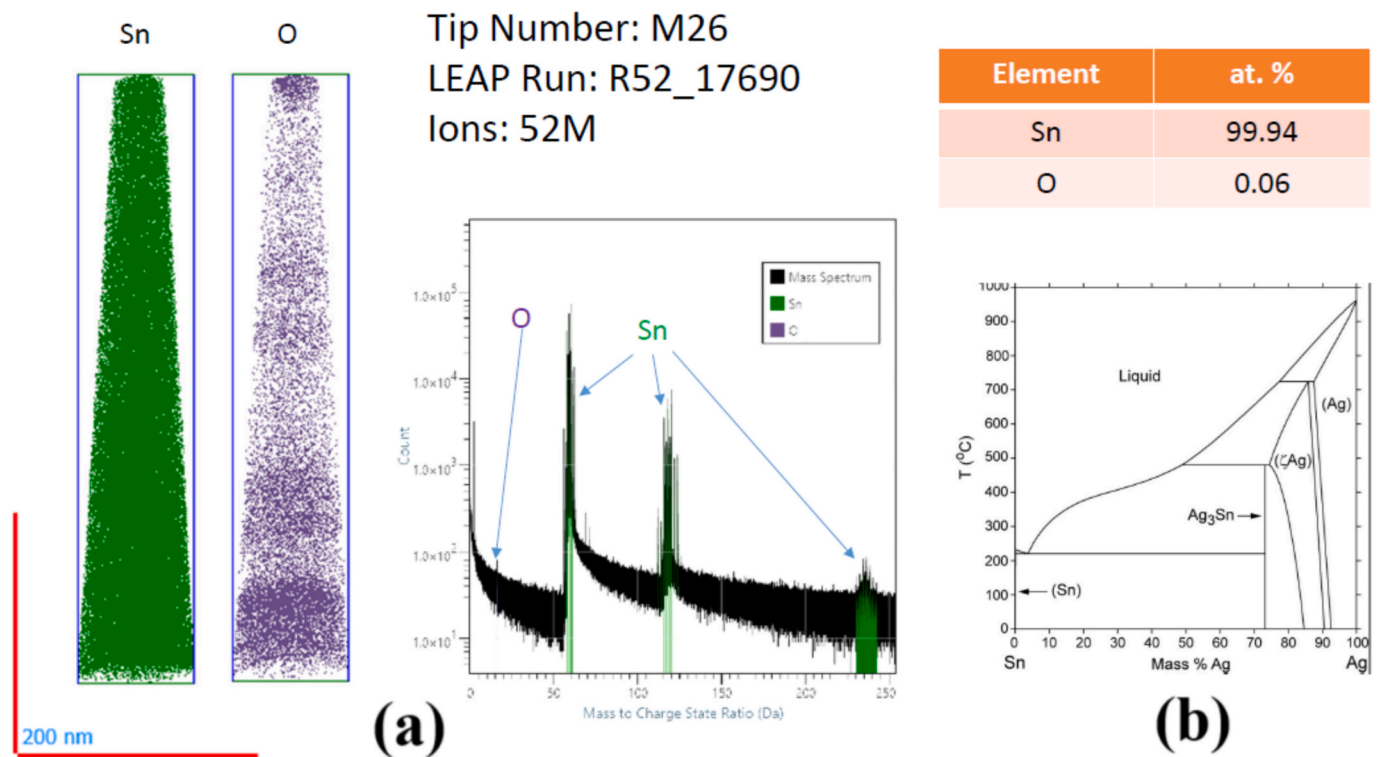 Sn
O
Tip Number: M26
LEAP Run: R52_17690
Ions: 52M
Element at. %
Sn 99.94
O 0.06
200 nm
O
Sn
Mass Spectrum
Sn
O
1.0×10⁵
1.0×10⁴
1.0×10³
1.0×10²
1.0×10¹
Count
0 50 100 150 200 250
Mass to Charge State Ratio (Da)
(a)
1000
900
800
700
600
500
400
300
200
100
0
T (°C)
Liquid
(Ag)
(ζAg)
Ag₃Sn
(Sn)
0 10 20 30 40 50 60 70 80 90 100
Sn Mass % Ag Ag
(b)